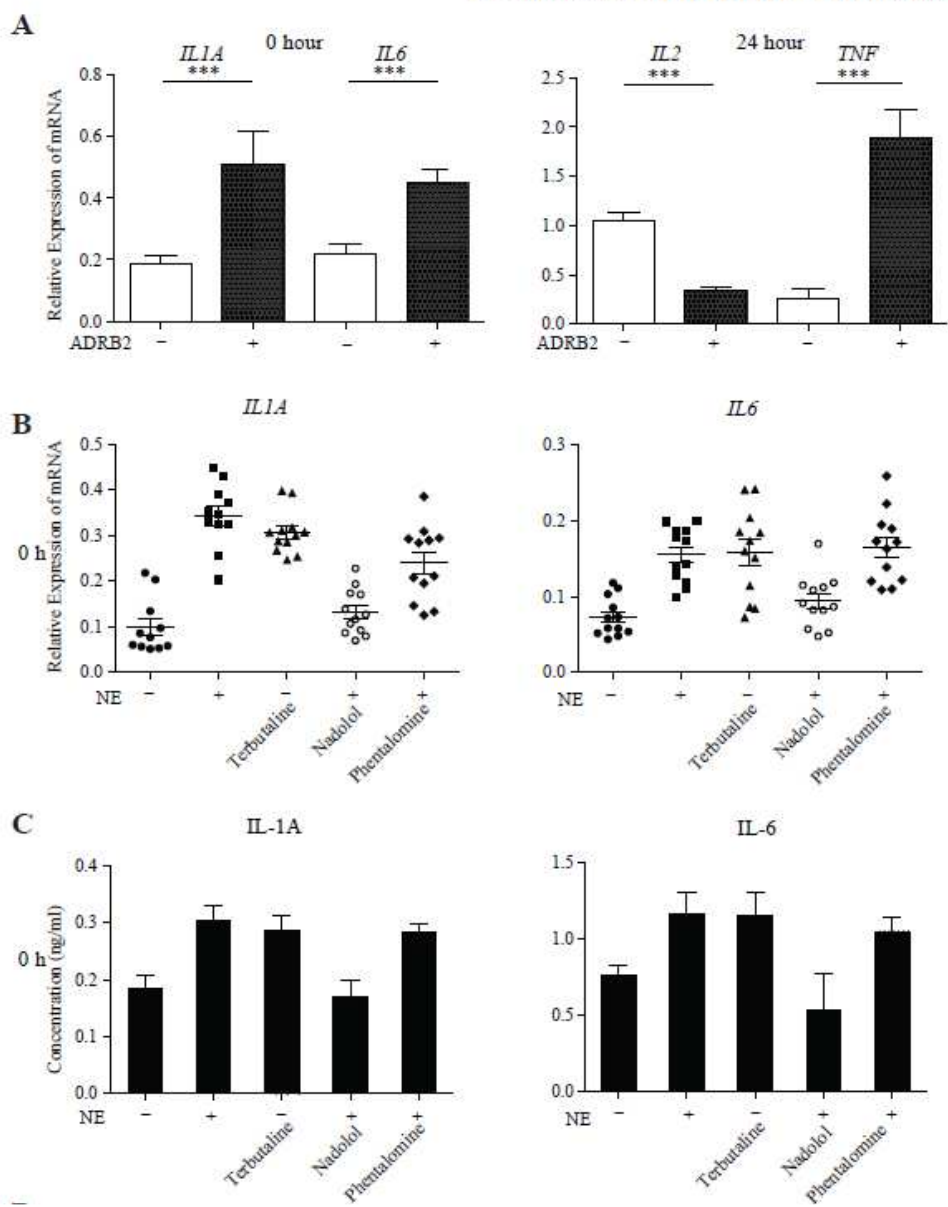 A
0 hour
24 hour
IL1A
IL6
IL2
TNF
*** *** *** ***
Relative Expression of mRNA
0.8
0.6
0.4
0.2
0.0
2.5
2.0
1.5
1.0
0.5
0.0
ADRB2 − + − +
ADRB2 − + − +
B
IL1A
IL6
0 h
Relative Expression of mRNA
0.5
0.4
0.3
0.2
0.1
0.0
0.3
0.2
0.1
0.0
NE − + − + +
Terbutaline
Nadolol
Phentalomine
NE − + − + +
Terbutaline
Nadolol
Phentalomine
C
IL-1A
IL-6
0 h
Concentration (ng/ml)
0.4
0.3
0.2
0.1
0.0
1.5
1.0
0.5
0.0
NE − + − + +
Terbutaline
Nadolol
Phentalomine
NE − + − + +
Terbutaline
Nadolol
Phentalomine